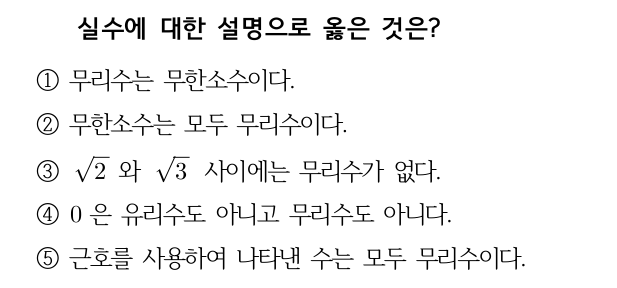 실수에 대한 설명으로 옳은 것은?
① 무리수는 무한소수이다.
② 무한소수는 모두 무리수이다.
③ √2 와 √3 사이에는 무리수가 없다.
④ 0 은 유리수도 아니고 무리수도 아니다.
⑤ 근호를 사용하여 나타낸 수는 모두 무리수이다.